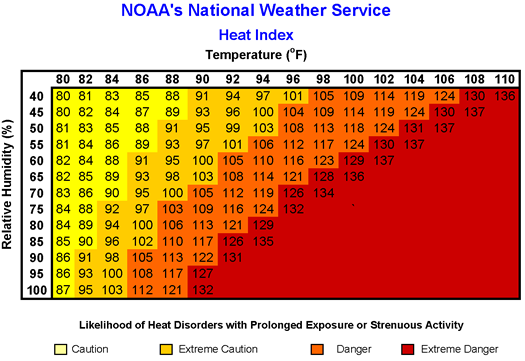 NOAA's National Weather Service
Heat Index
Temperature (°F)
80 82 84 86 88 90 92 94 96 98 100 102 104 106 108 110
Relative Humidity (%)
40 80 81 83 85 88 91 94 97 101 105 109 114 119 124 130 136
45 80 82 84 87 89 93 96 100 104 109 114 119 124 130 137
50 81 83 85 88 91 95 99 103 108 113 118 124 131 137
55 81 84 86 89 93 97 101 106 112 117 124 130 137
60 82 84 88 91 95 100 105 110 116 123 129 137
65 82 85 89 93 98 103 108 114 121 128 136
70 83 86 90 95 100 105 112 119 126 134
75 84 88 92 97 103 109 116 124 132
80 84 89 94 100 106 113 121 129
85 85 90 96 102 110 117 126 135
90 86 91 98 105 113 122 131
95 86 93 100 108 117 127
100 87 95 103 112 121 132
Likelihood of Heat Disorders with Prolonged Exposure or Strenuous Activity
Caution Extreme Caution Danger Extreme Danger